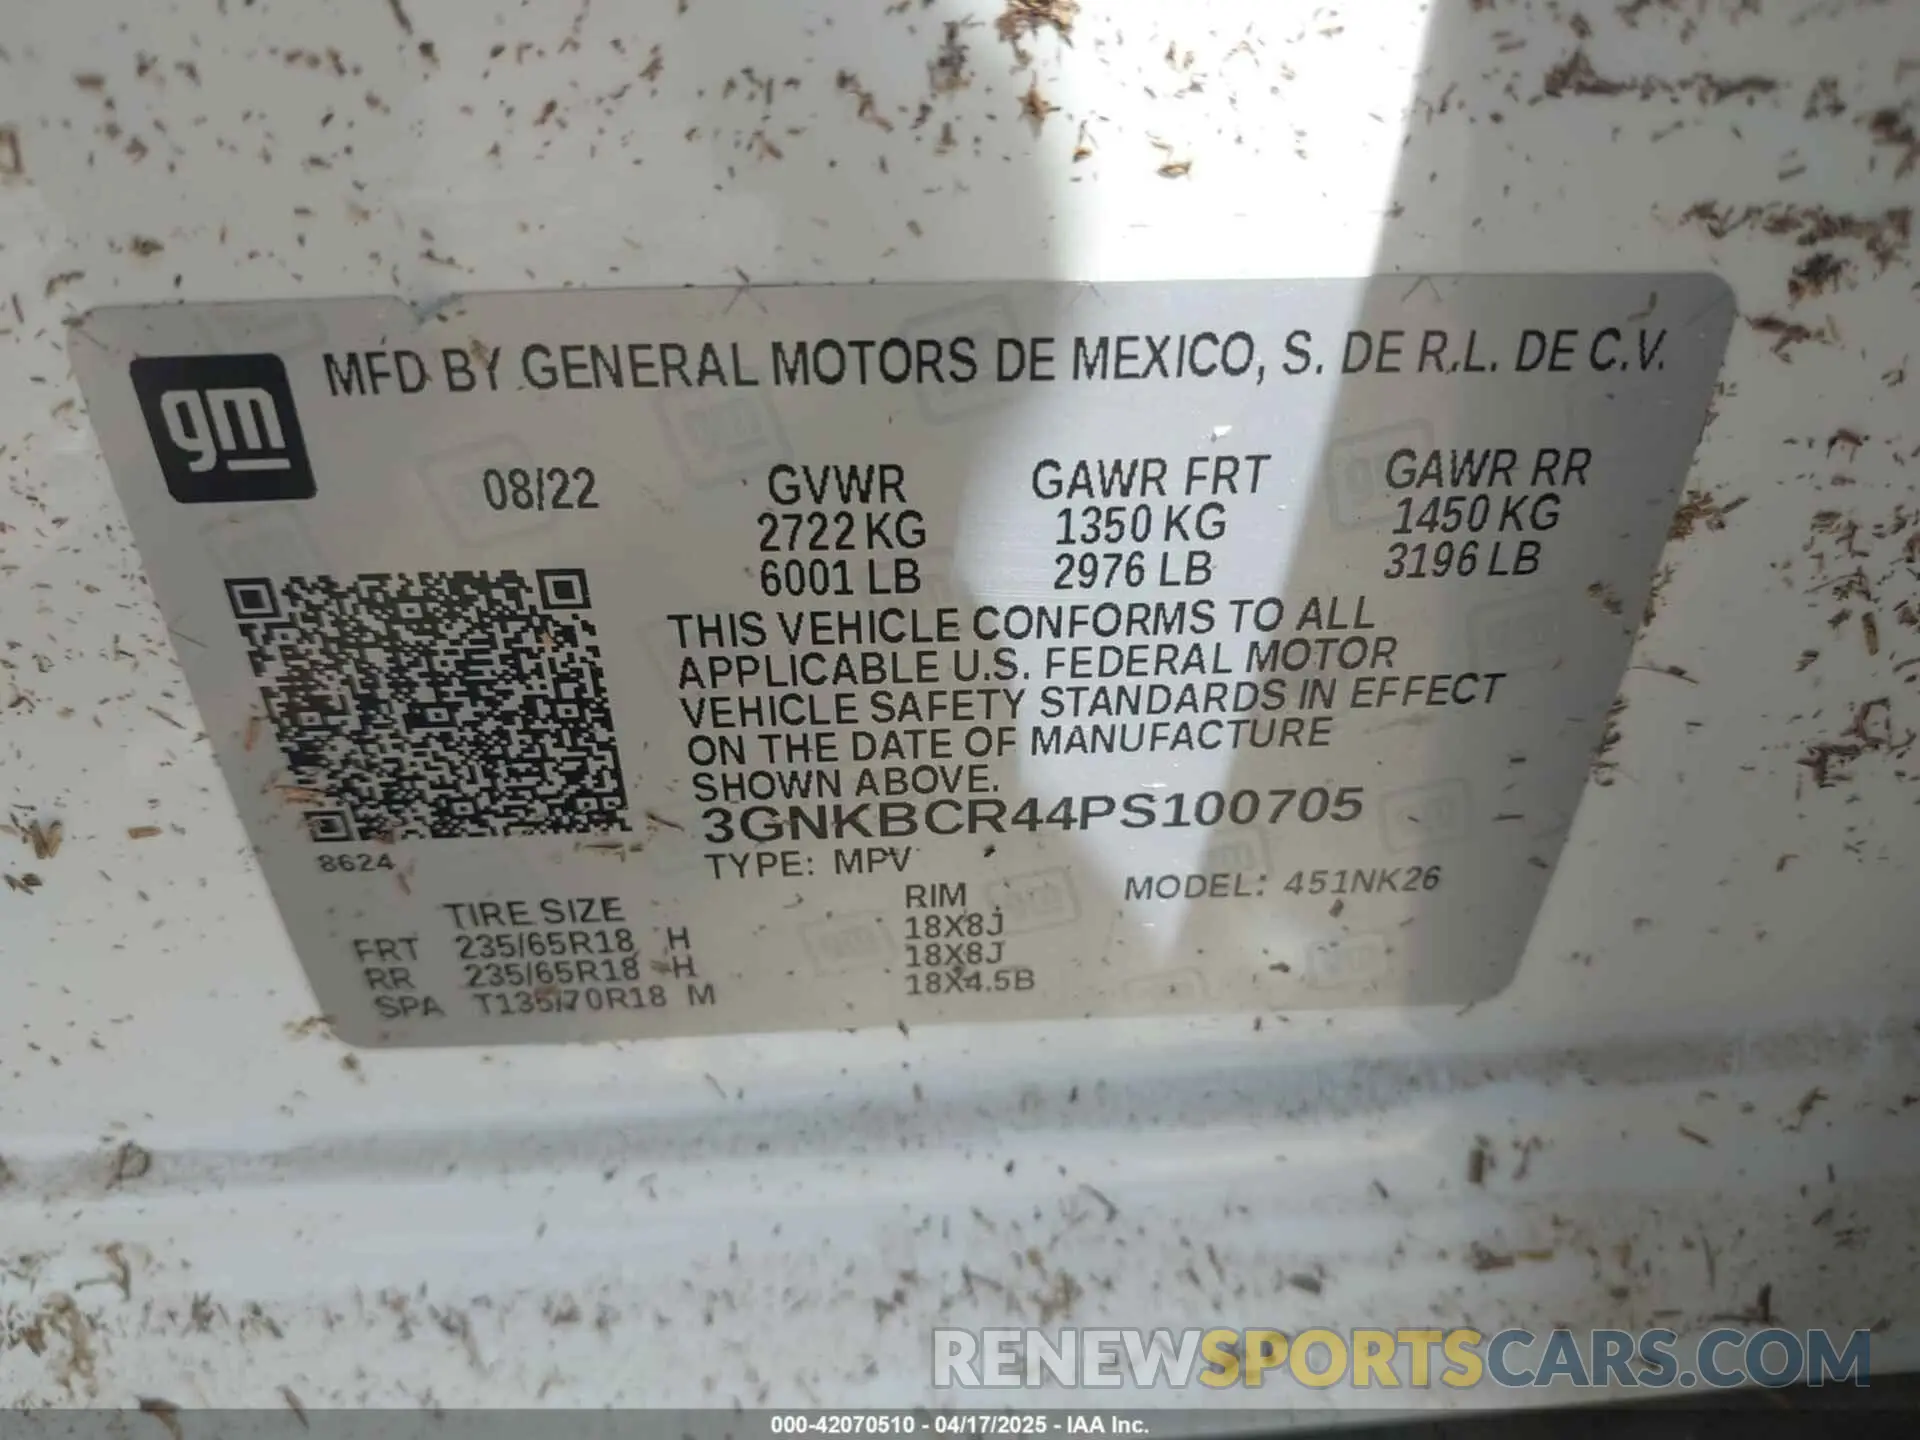 gm
MFD BY GENERAL MOTORS DE MEXICO, S. DE R.L. DE C.V.
08/22
GVWR
2722 KG
6001 LB
GAWR FRT
1350 KG
2976 LB
GAWR RR
1450 KG
3196 LB
THIS VEHICLE CONFORMS TO ALL
APPLICABLE U.S. FEDERAL MOTOR
VEHICLE SAFETY STANDARDS IN EFFECT
ON THE DATE OF MANUFACTURE
SHOWN ABOVE.
3GNKBCR44PS100705
8624
TYPE: MPV
MODEL: 451NK26
TIRE SIZE RIM
FRT 235/65R18 H 18X8J
RR 235/65R18 H 18X8J
SPA T135/70R18 M 18X4.5B
RENEWSPORTSCARS.COM
000-42070510 - 04/17/2025 - IAA Inc.